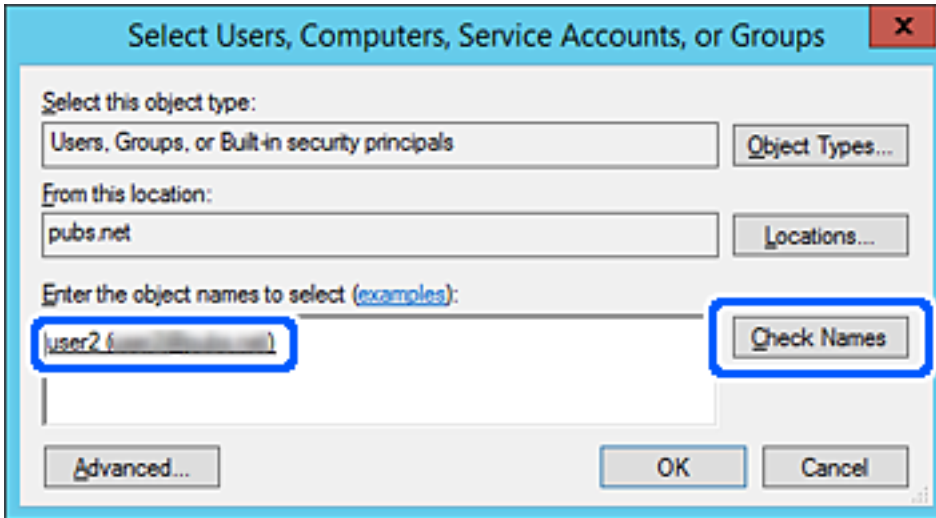 Select Users, Computers, Service Accounts, or Groups
x
Select this object type:
Users, Groups, or Built-in security principals
Object Types...
From this location:
pubs.net
Locations...
Enter the object names to select (examples):
user2 (
Check Names
Advanced...
OK
Cancel